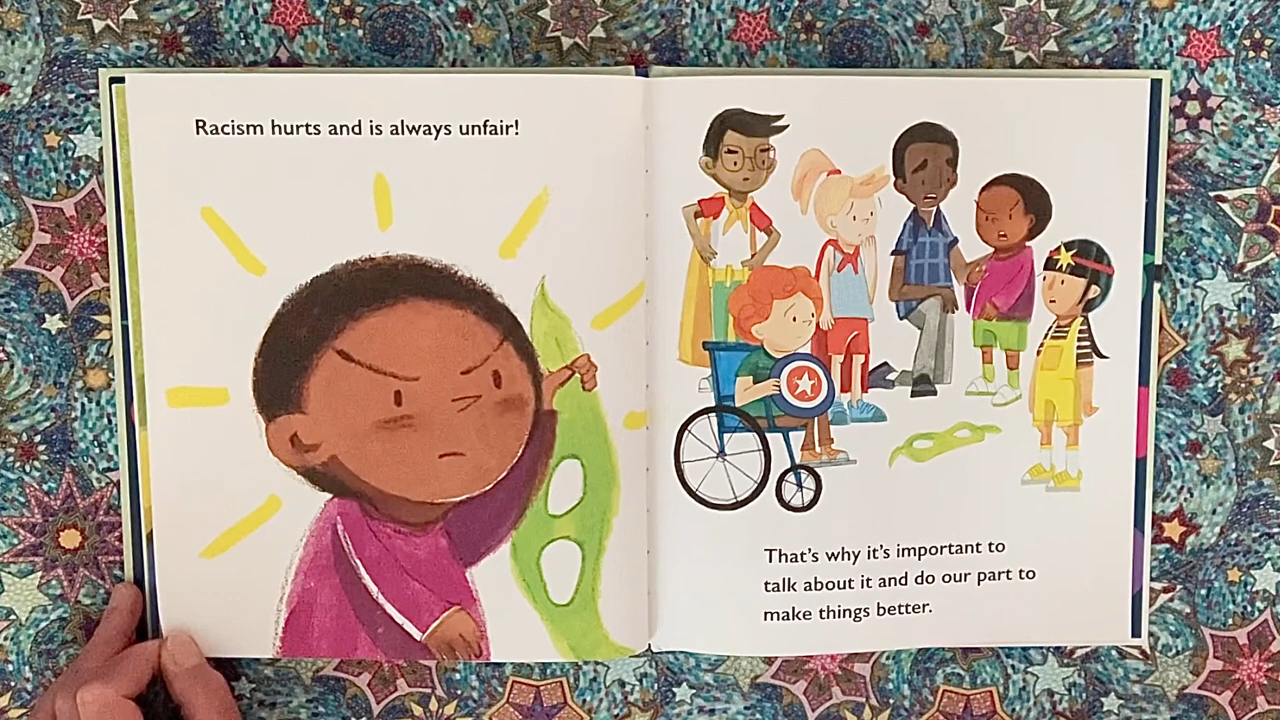 Racism hurts and is always unfair!
That's why it's important to
talk about it and do our part to
make things better.